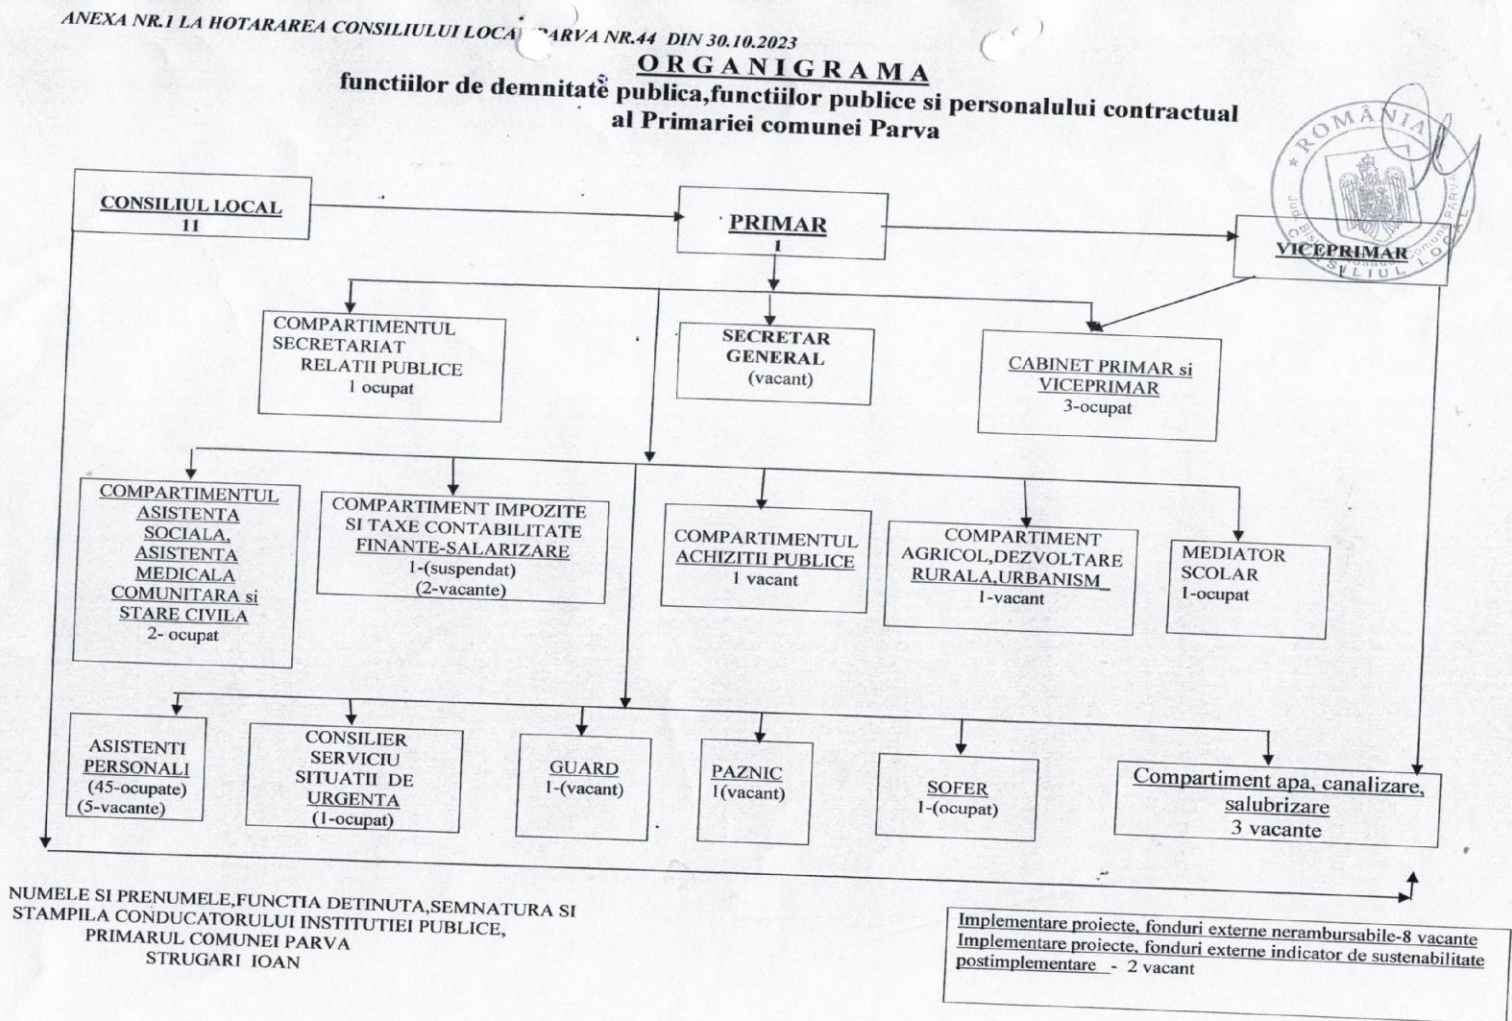 ANEXA NR.1 LA HOTARAREA CONSILIULUI LOCAL PARVA NR.44 DIN 30.10.2023
ORGANIGRAMA
functiilor de demnitate publica,functiilor publice si personalului contractual
al Primariei comunei Parva
ROMÂNIA
CONSILIUL LOCAL
CONSILIUL LOCAL
11
PRIMAR
1
VICEPRIMAR
1
COMPARTIMENTUL
SECRETARIAT
RELATII PUBLICE
1 ocupat
SECRETAR
GENERAL
(vacant)
CABINET PRIMAR si
VICEPRIMAR
3-ocupat
COMPARTIMENTUL
ASISTENTA
SOCIALA,
ASISTENTA
MEDICALA
COMUNITARA si
STARE CIVILA
2- ocupat
COMPARTIMENT IMPOZITE
SI TAXE CONTABILITATE
FINANTE-SALARIZARE
1-(suspendat)
(2-vacante)
COMPARTIMENTUL
ACHIZITII PUBLICE
1 vacant
COMPARTIMENT
AGRICOL,DEZVOLTARE
RURALA,URBANISM
1-vacant
MEDIATOR
SCOLAR
1-ocupat
ASISTENTI
PERSONALI
(45-ocupate)
(5-vacante)
CONSILIER
SERVICIU
SITUATII DE
URGENTA
(1-ocupat)
GUARD
1-(vacant)
PAZNIC
1(vacant)
SOFER
1-(ocupat)
Compartiment apa, canalizare,
salubrizare
3 vacante
NUMELE SI PRENUMELE,FUNCTIA DETINUTA,SEMNATURA SI
STAMPILA CONDUCATORULUI INSTITUTIEI PUBLICE,
PRIMARUL COMUNEI PARVA
STRUGARI IOAN
Implementare proiecte, fonduri externe nerambursabile-8 vacante
Implementare proiecte, fonduri externe indicator de sustenabilitate
postimplementare - 2 vacant